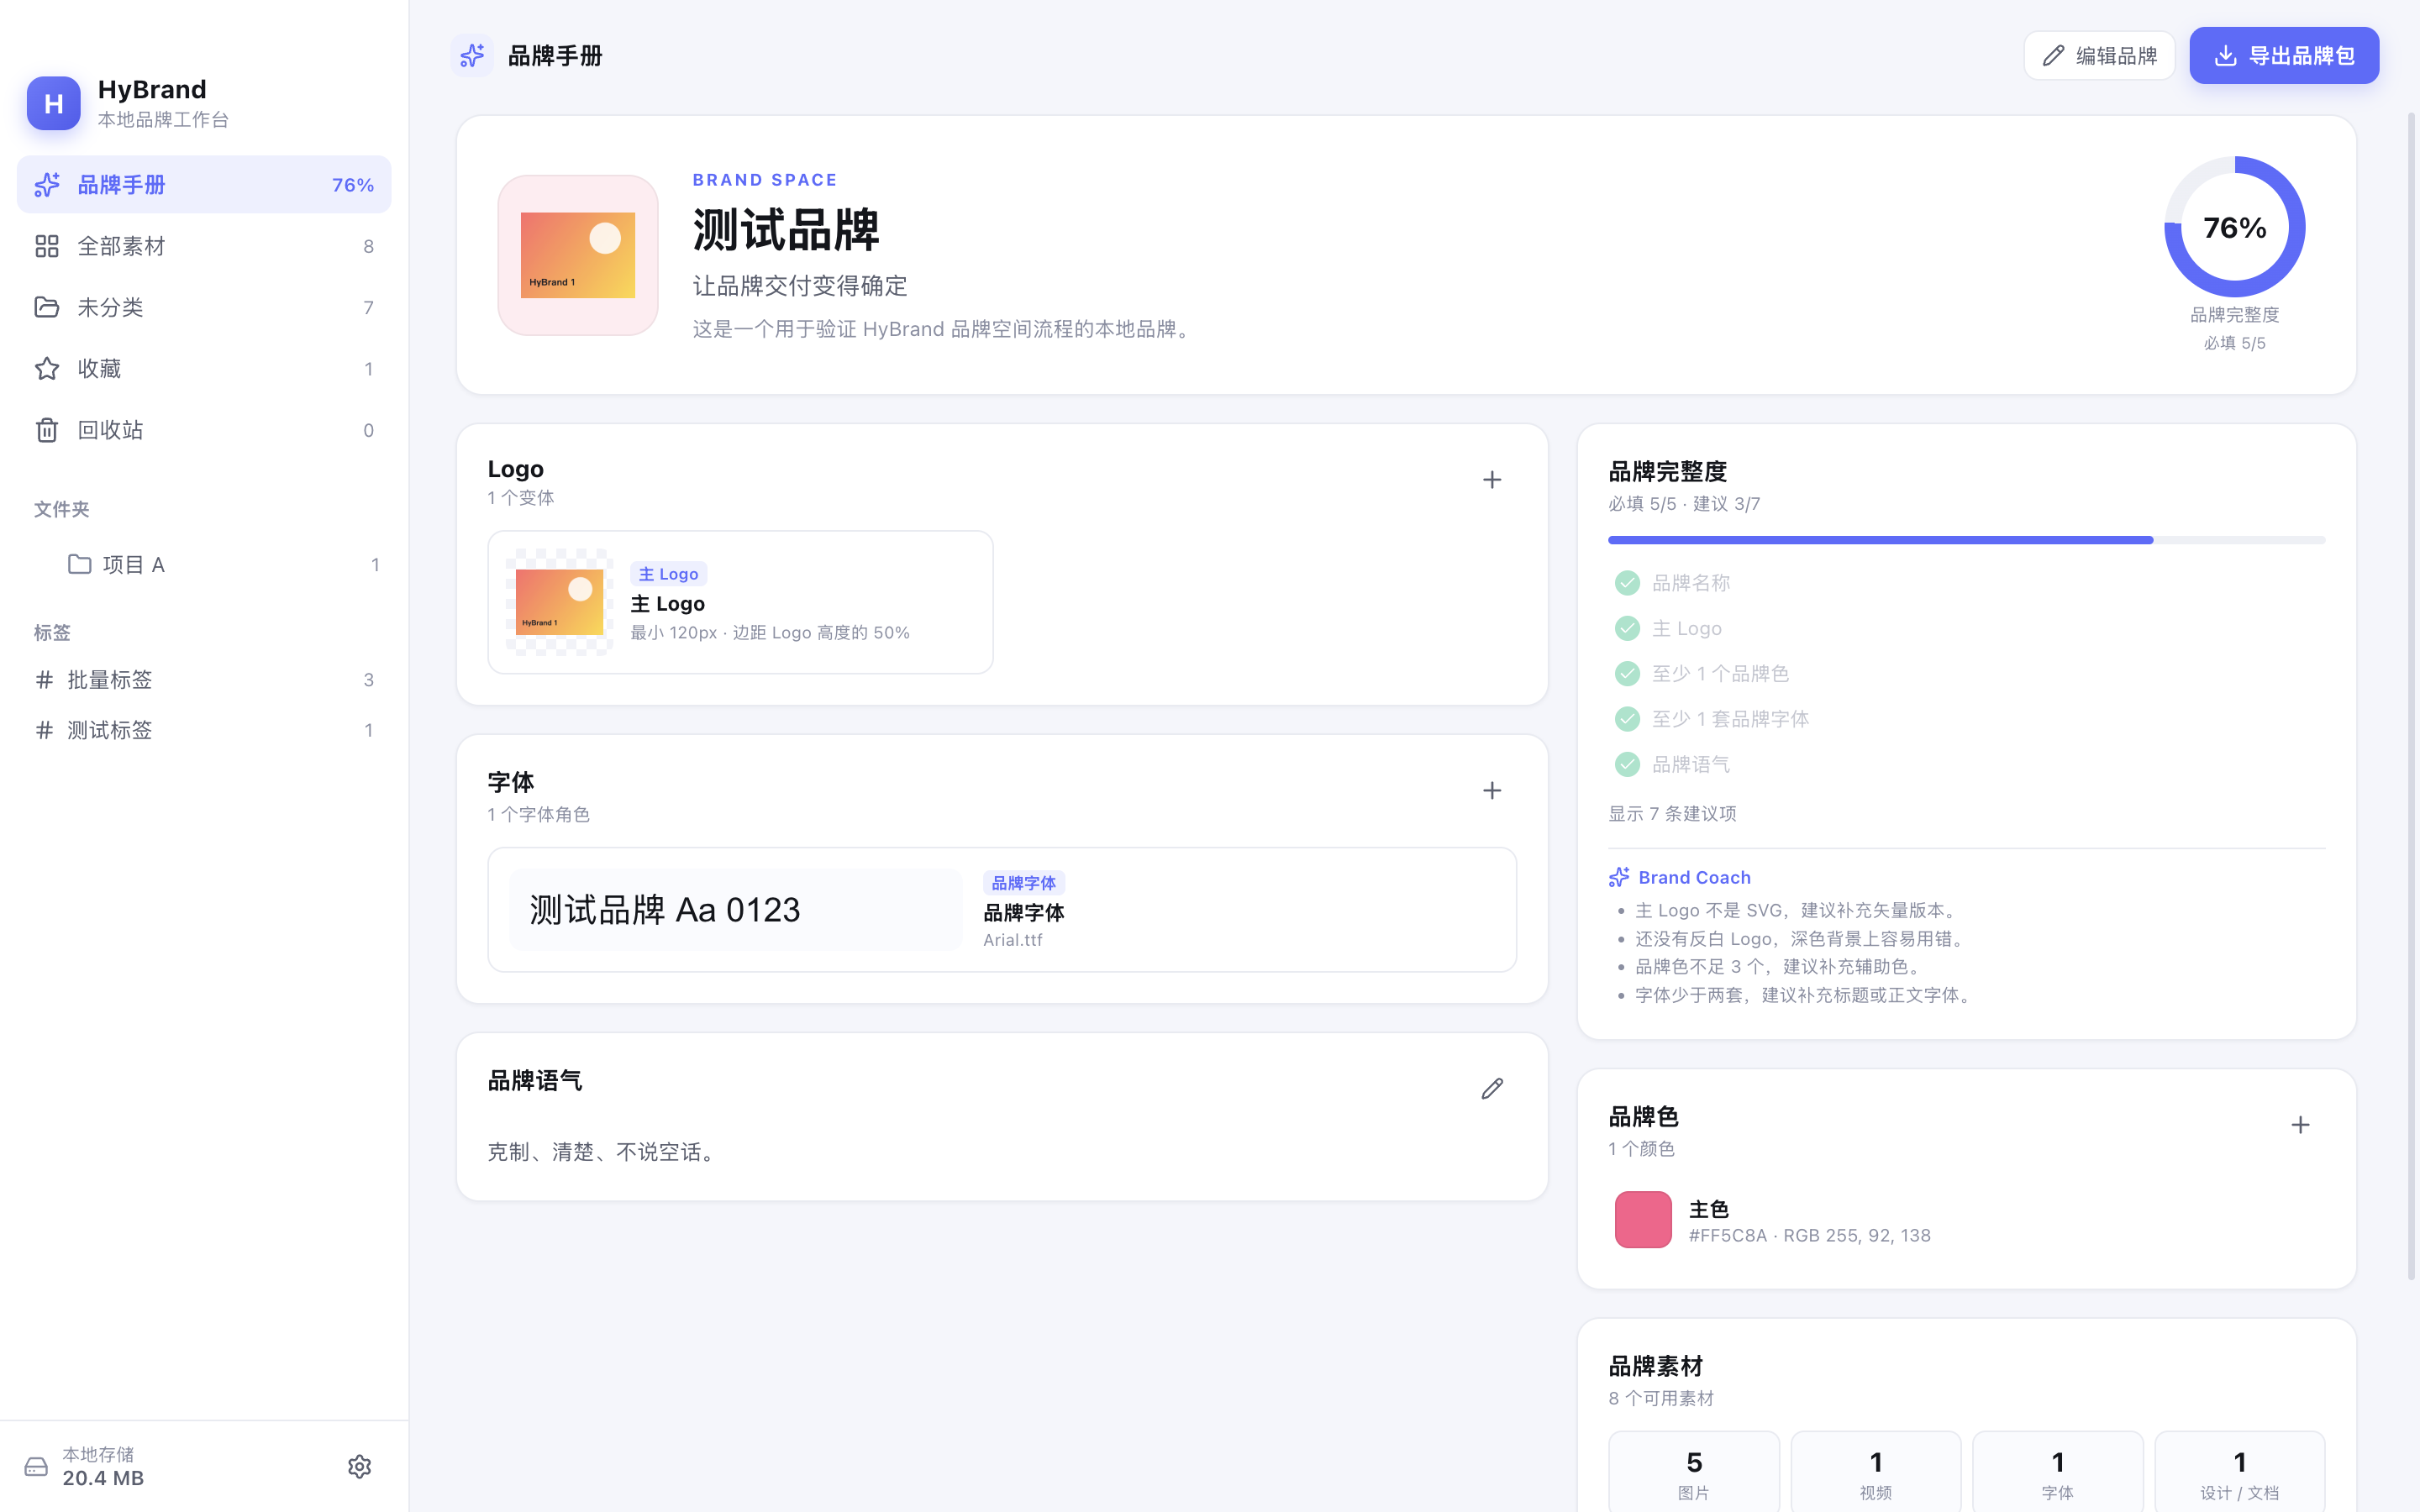 H
HyBrand
本地品牌工作台
品牌手册 76%
全部素材 8
未分类 7
收藏 1
回收站 0
文件夹
项目 A 1
标签
# 批量标签 3
# 测试标签 1
本地存储
20.4 MB
品牌手册
编辑品牌
导出品牌包
HyBrand 1
BRAND SPACE
测试品牌
让品牌交付变得确定
这是一个用于验证 HyBrand 品牌空间流程的本地品牌。
76%
品牌完整度
必填 5/5
Logo
1 个变体
HyBrand 1
主 Logo
主 Logo
最小 120px · 边距 Logo 高度的 50%
字体
1 个字体角色
测试品牌 Aa 0123
品牌字体
品牌字体
Arial.ttf
品牌语气
克制、清楚、不说空话。
品牌完整度
必填 5/5 · 建议 3/7
品牌名称
主 Logo
至少 1 个品牌色
至少 1 套品牌字体
品牌语气
显示 7 条建议项
Brand Coach
• 主 Logo 不是 SVG，建议补充矢量版本。
• 还没有反白 Logo，深色背景上容易用错。
• 品牌色不足 3 个，建议补充辅助色。
• 字体少于两套，建议补充标题或正文字体。
品牌色
1 个颜色
主色
#FF5C8A · RGB 255, 92, 138
品牌素材
8 个可用素材
5
图片
1
视频
1
字体
1
设计 / 文档